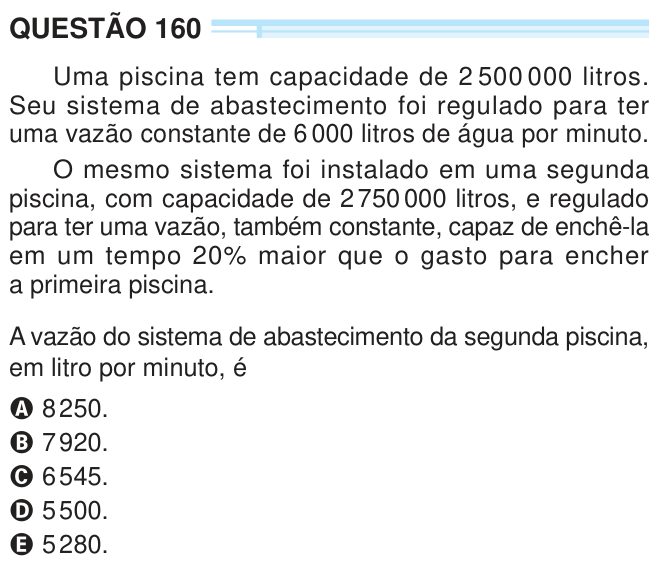 QUESTÃO 160
Uma piscina tem capacidade de 2 500 000 litros.
Seu sistema de abastecimento foi regulado para ter
uma vazão constante de 6 000 litros de água por minuto.
O mesmo sistema foi instalado em uma segunda
piscina, com capacidade de 2 750 000 litros, e regulado
para ter uma vazão, também constante, capaz de enchê-la
em um tempo 20% maior que o gasto para encher
a primeira piscina.
A vazão do sistema de abastecimento da segunda piscina,
em litro por minuto, é
A 8 250.
B 7 920.
C 6 545.
D 5 500.
E 5 280.